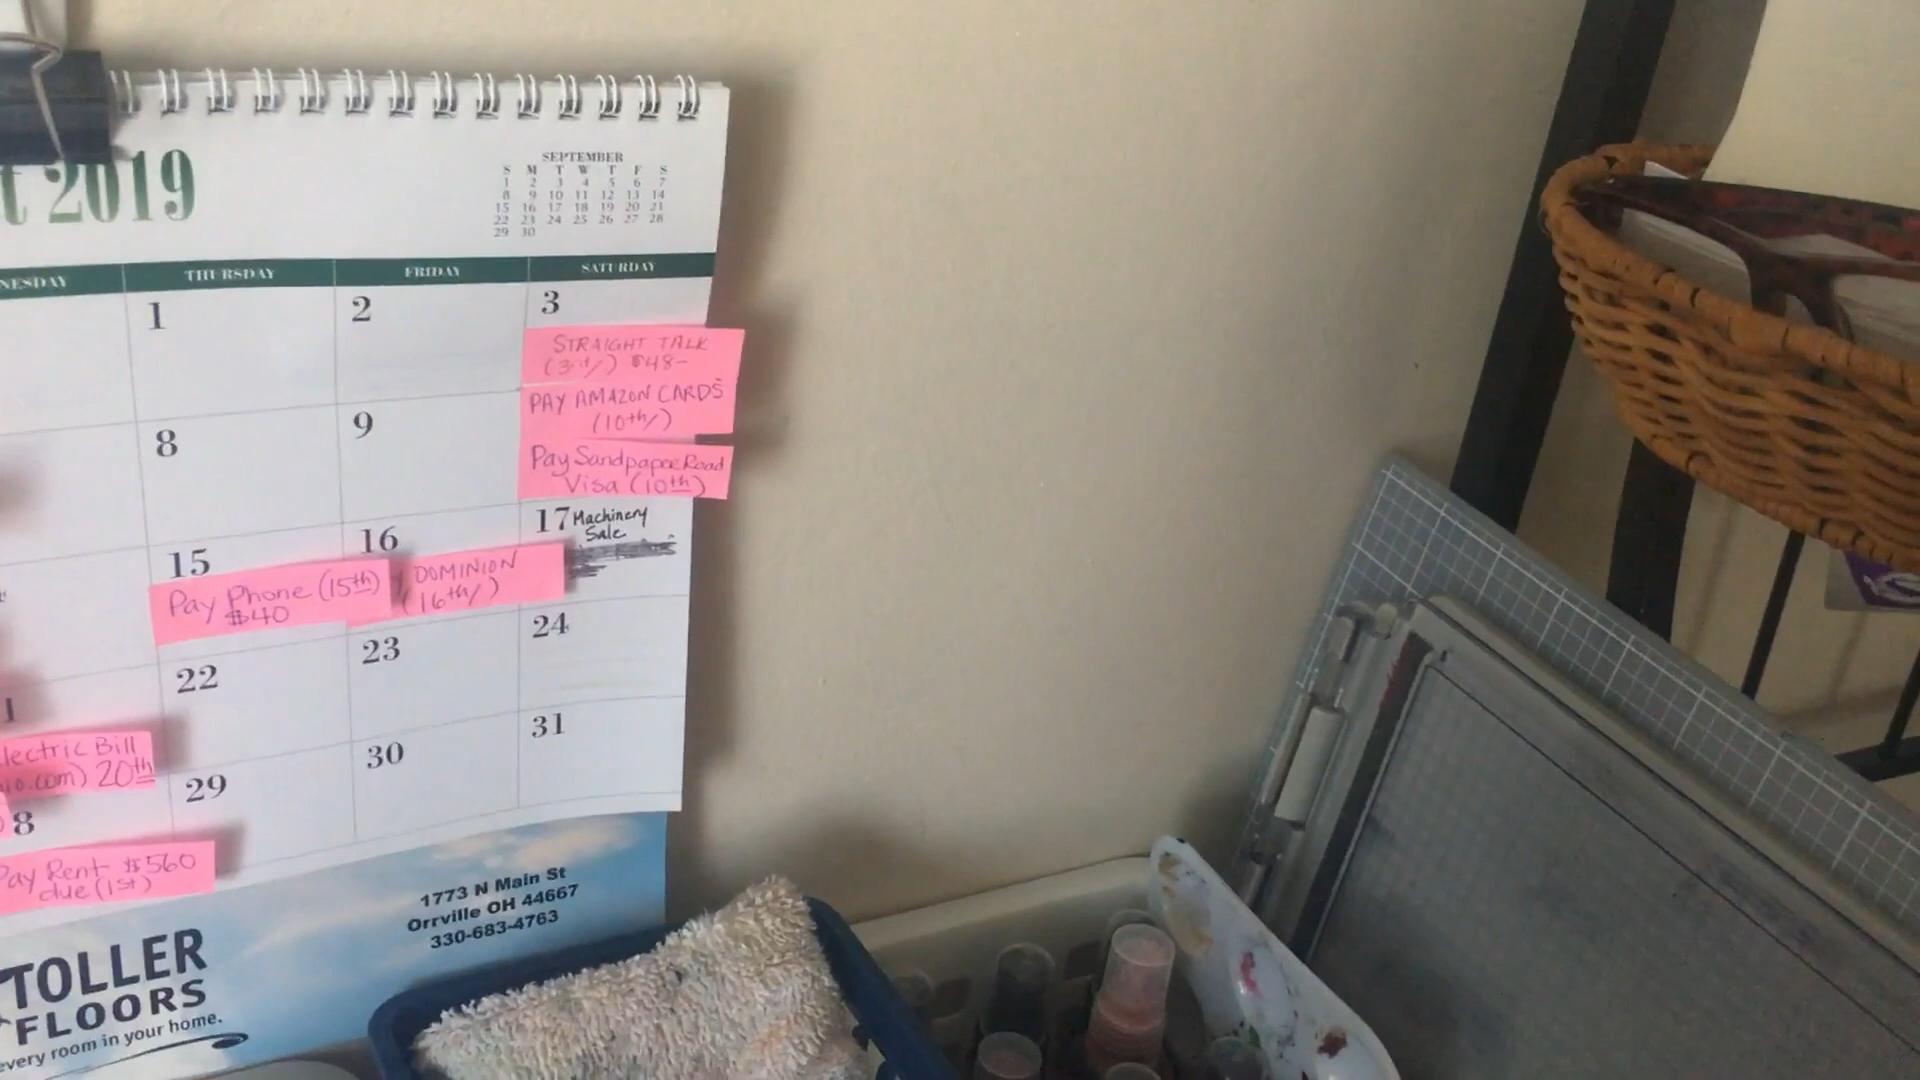 t 2019
SEPTEMBER
S M T W T F S
1 2 3 4 5 6 7
8 9 10 11 12 13 14
15 16 17 18 19 20 21
22 23 24 25 26 27 28
29 30
NESDAY THURSDAY FRIDAY SATURDAY
1 2 3
STRAIGHT TALK
(3rd/) $48-
PAY AMAZON CARDS
(10th/)
8 9
Pay Sandpaper Road
Visa (10th)
15 16 17 Machinery
Sale
Pay Phone (15th)
$40
DOMINION
(16th/)
1 22 23 24
lectric Bill
io.com) 20th
8 29 30 31
Pay Rent $560
due (1st)
1773 N Main St
Orrville OH 44667
330-683-4763
TOLLER
FLOORS
every room in your home.